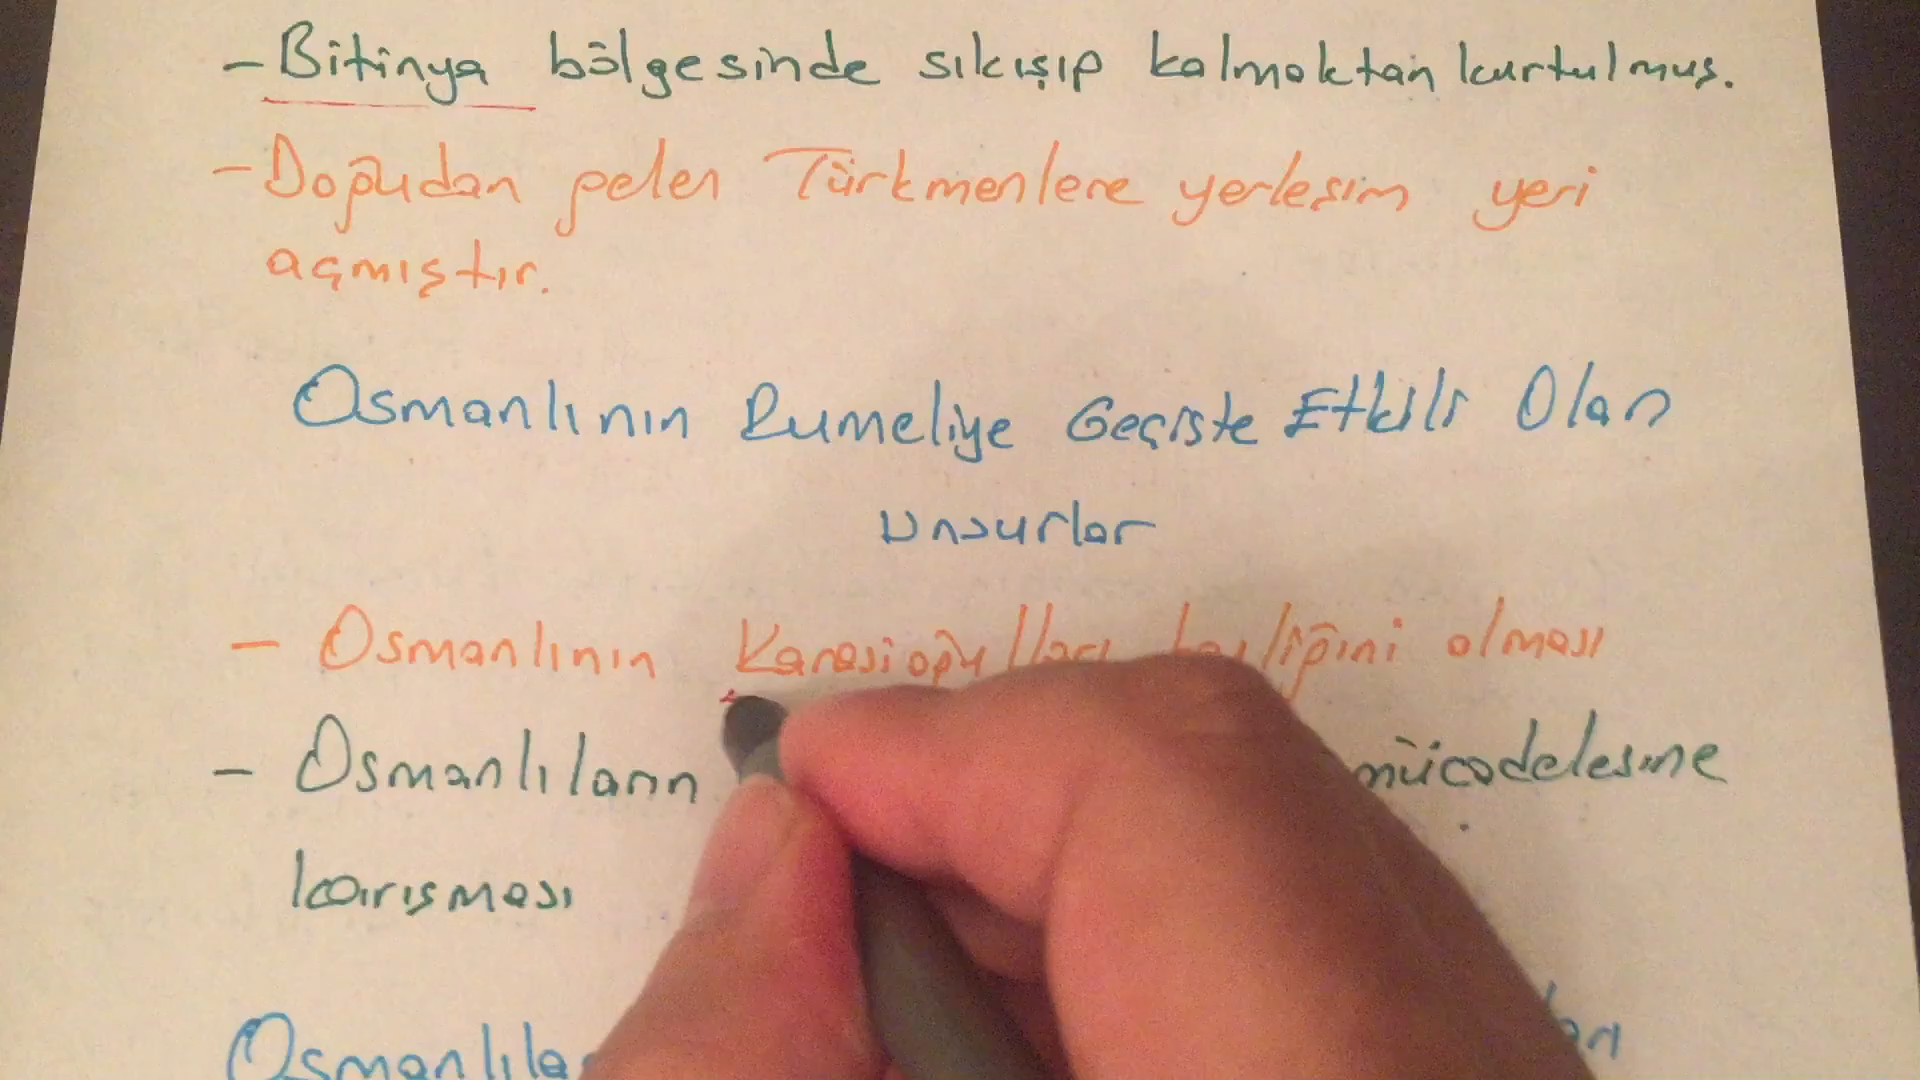 - Bitinya bölgesinde sıkışıp kalmaktan kurtulmuş.
- Doğudan gelen Türkmenlere yerleşim yeri
açmıştır.
Osmanlının Rumeliye Geçişte Etkili Olan
Unsurlar
- Osmanlının Karesioğulları beyliğini olması
- Osmanlıların mücadelesine
karışması